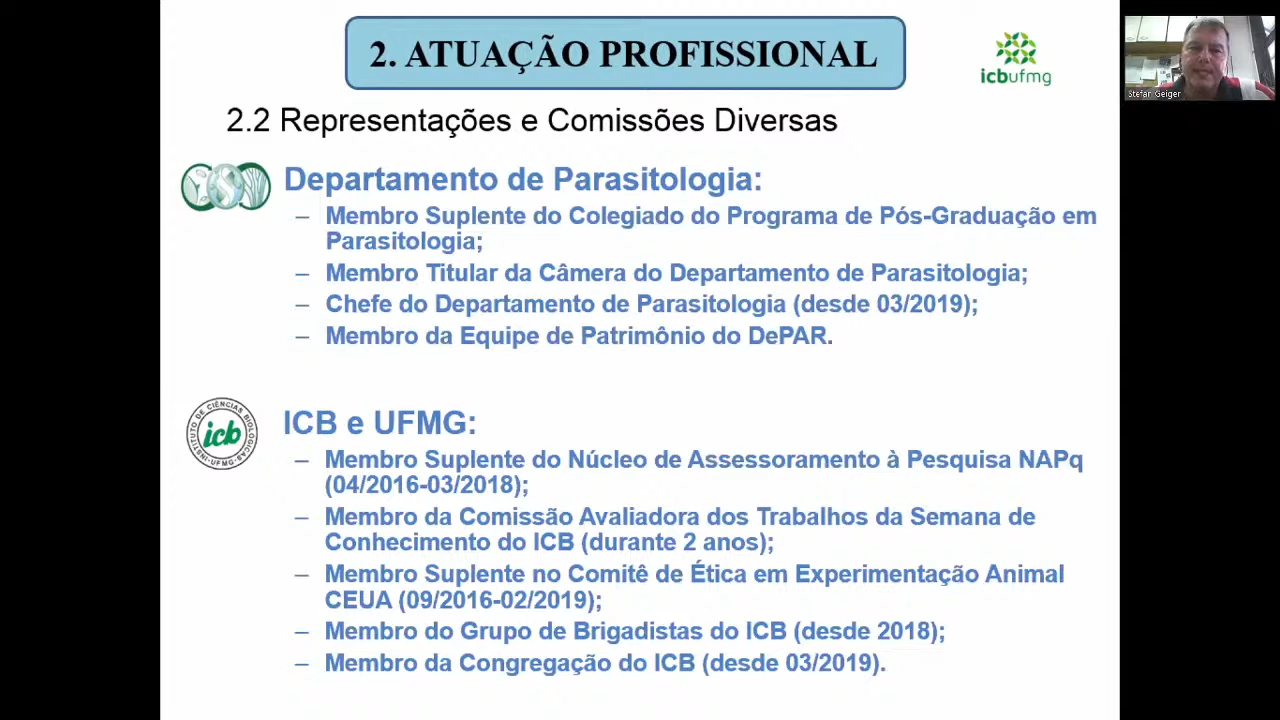 2. ATUAÇÃO PROFISSIONAL
icbufmg
Stefan Geiger
2.2 Representações e Comissões Diversas
Departamento de Parasitologia:
– Membro Suplente do Colegiado do Programa de Pós-Graduação em
Parasitologia;
– Membro Titular da Câmera do Departamento de Parasitologia;
– Chefe do Departamento de Parasitologia (desde 03/2019);
– Membro da Equipe de Patrimônio do DePAR.
INSTITUTO DE CIÊNCIAS BIOLÓGICAS
icb
UFMG
ICB e UFMG:
– Membro Suplente do Núcleo de Assessoramento à Pesquisa NAPq
(04/2016-03/2018);
– Membro da Comissão Avaliadora dos Trabalhos da Semana de
Conhecimento do ICB (durante 2 anos);
– Membro Suplente no Comitê de Ética em Experimentação Animal
CEUA (09/2016-02/2019);
– Membro do Grupo de Brigadistas do ICB (desde 2018);
– Membro da Congregação do ICB (desde 03/2019).